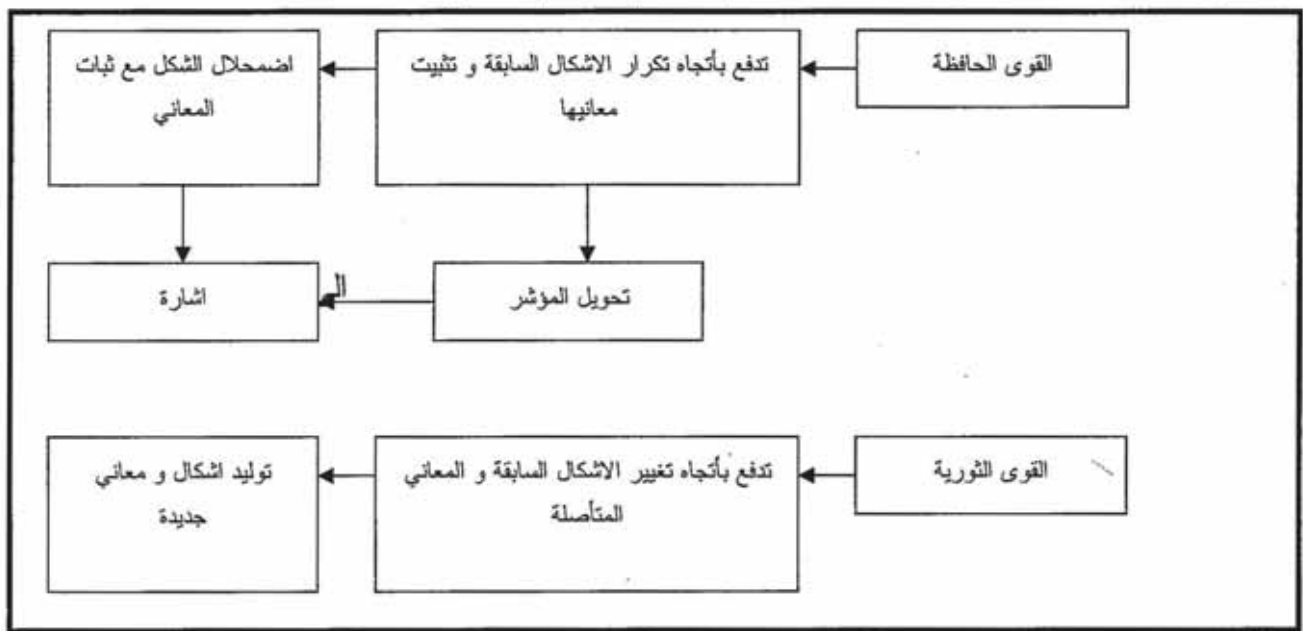 القوى الحافظة
تدفع بأتجاه تكرار الاشكال السابقة و تثبيت
معانيها
اضمحلال الشكل مع ثبات
المعاني
تحويل المؤشر
الى
اشارة
القوى الثورية
تدفع بأتجاه تغيير الاشكال السابقة و المعاني
المتأصلة
توليد اشكال و معاني
جديدة